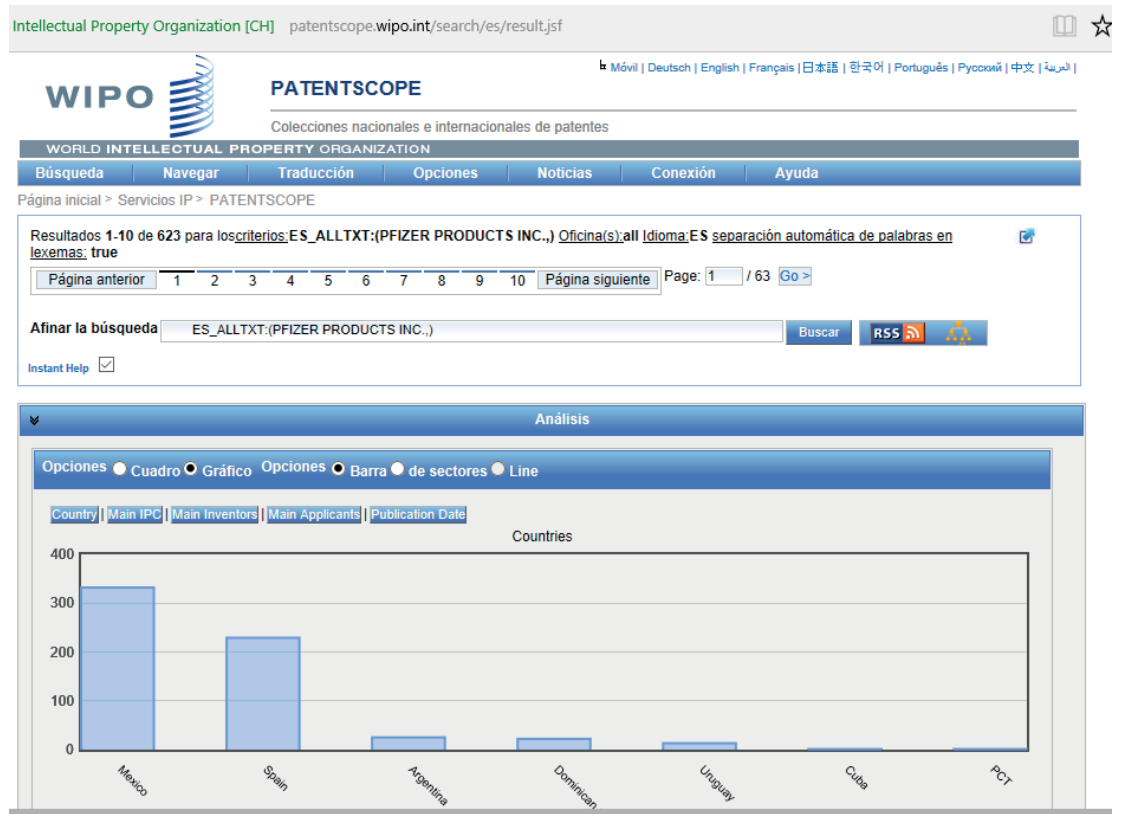 Intellectual Property Organization [CH] patentscope.wipo.int/search/es/result.jsf
Móvil | Deutsch | English | Français | 日本語 | 한국어 | Português | Русский | 中文 | العربية |
WIPO
PATENTSCOPE
Colecciones nacionales e internacionales de patentes
WORLD INTELLECTUAL PROPERTY ORGANIZATION
Búsqueda Navegar Traducción Opciones Noticias Conexión Ayuda
Página inicial > Servicios IP > PATENTSCOPE
Resultados 1-10 de 623 para loscriterios:ES_ALLTXT:(PFIZER PRODUCTS INC.,) Oficina(s):all Idioma:ES separación automática de palabras en
lexemas: true
Página anterior 1 2 3 4 5 6 7 8 9 10 Página siguiente Page: 1 / 63 Go >
Afinar la búsqueda ES_ALLTXT:(PFIZER PRODUCTS INC.,) Buscar RSS
Instant Help
Análisis
Opciones Cuadro Gráfico Opciones Barra de sectores Line
Country | Main IPC | Main Inventors | Main Applicants | Publication Date
Countries
400
300
200
100
0
Mexico
Spain
Argentina
Dominican
Uruguay
Cuba
PCT